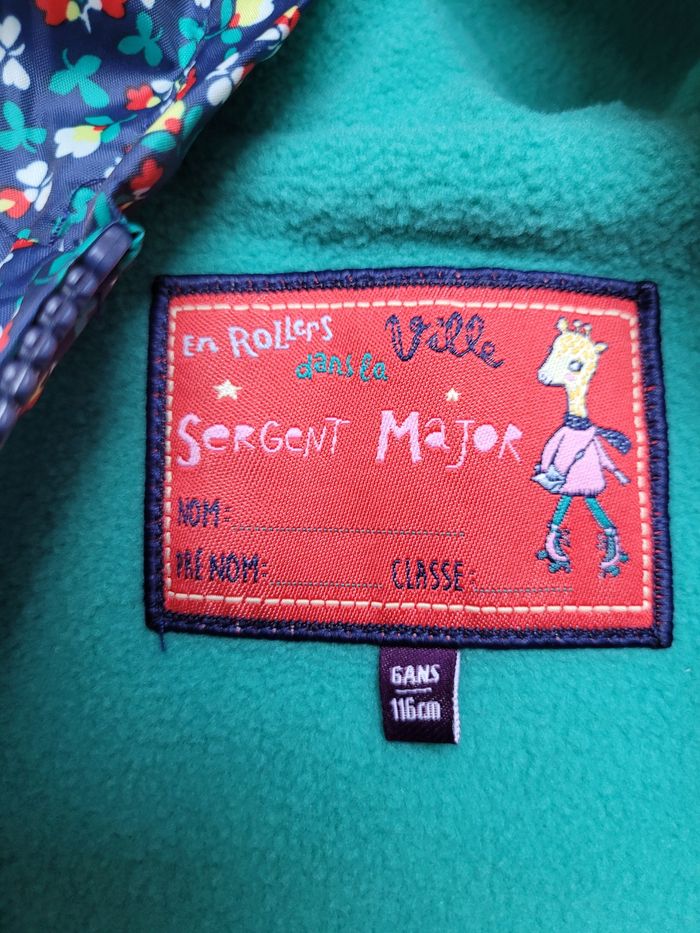 En Rollers
dans la Ville
Sergent Major
NOM:
PRÉNOM: CLASSE:
6ANS
116cm